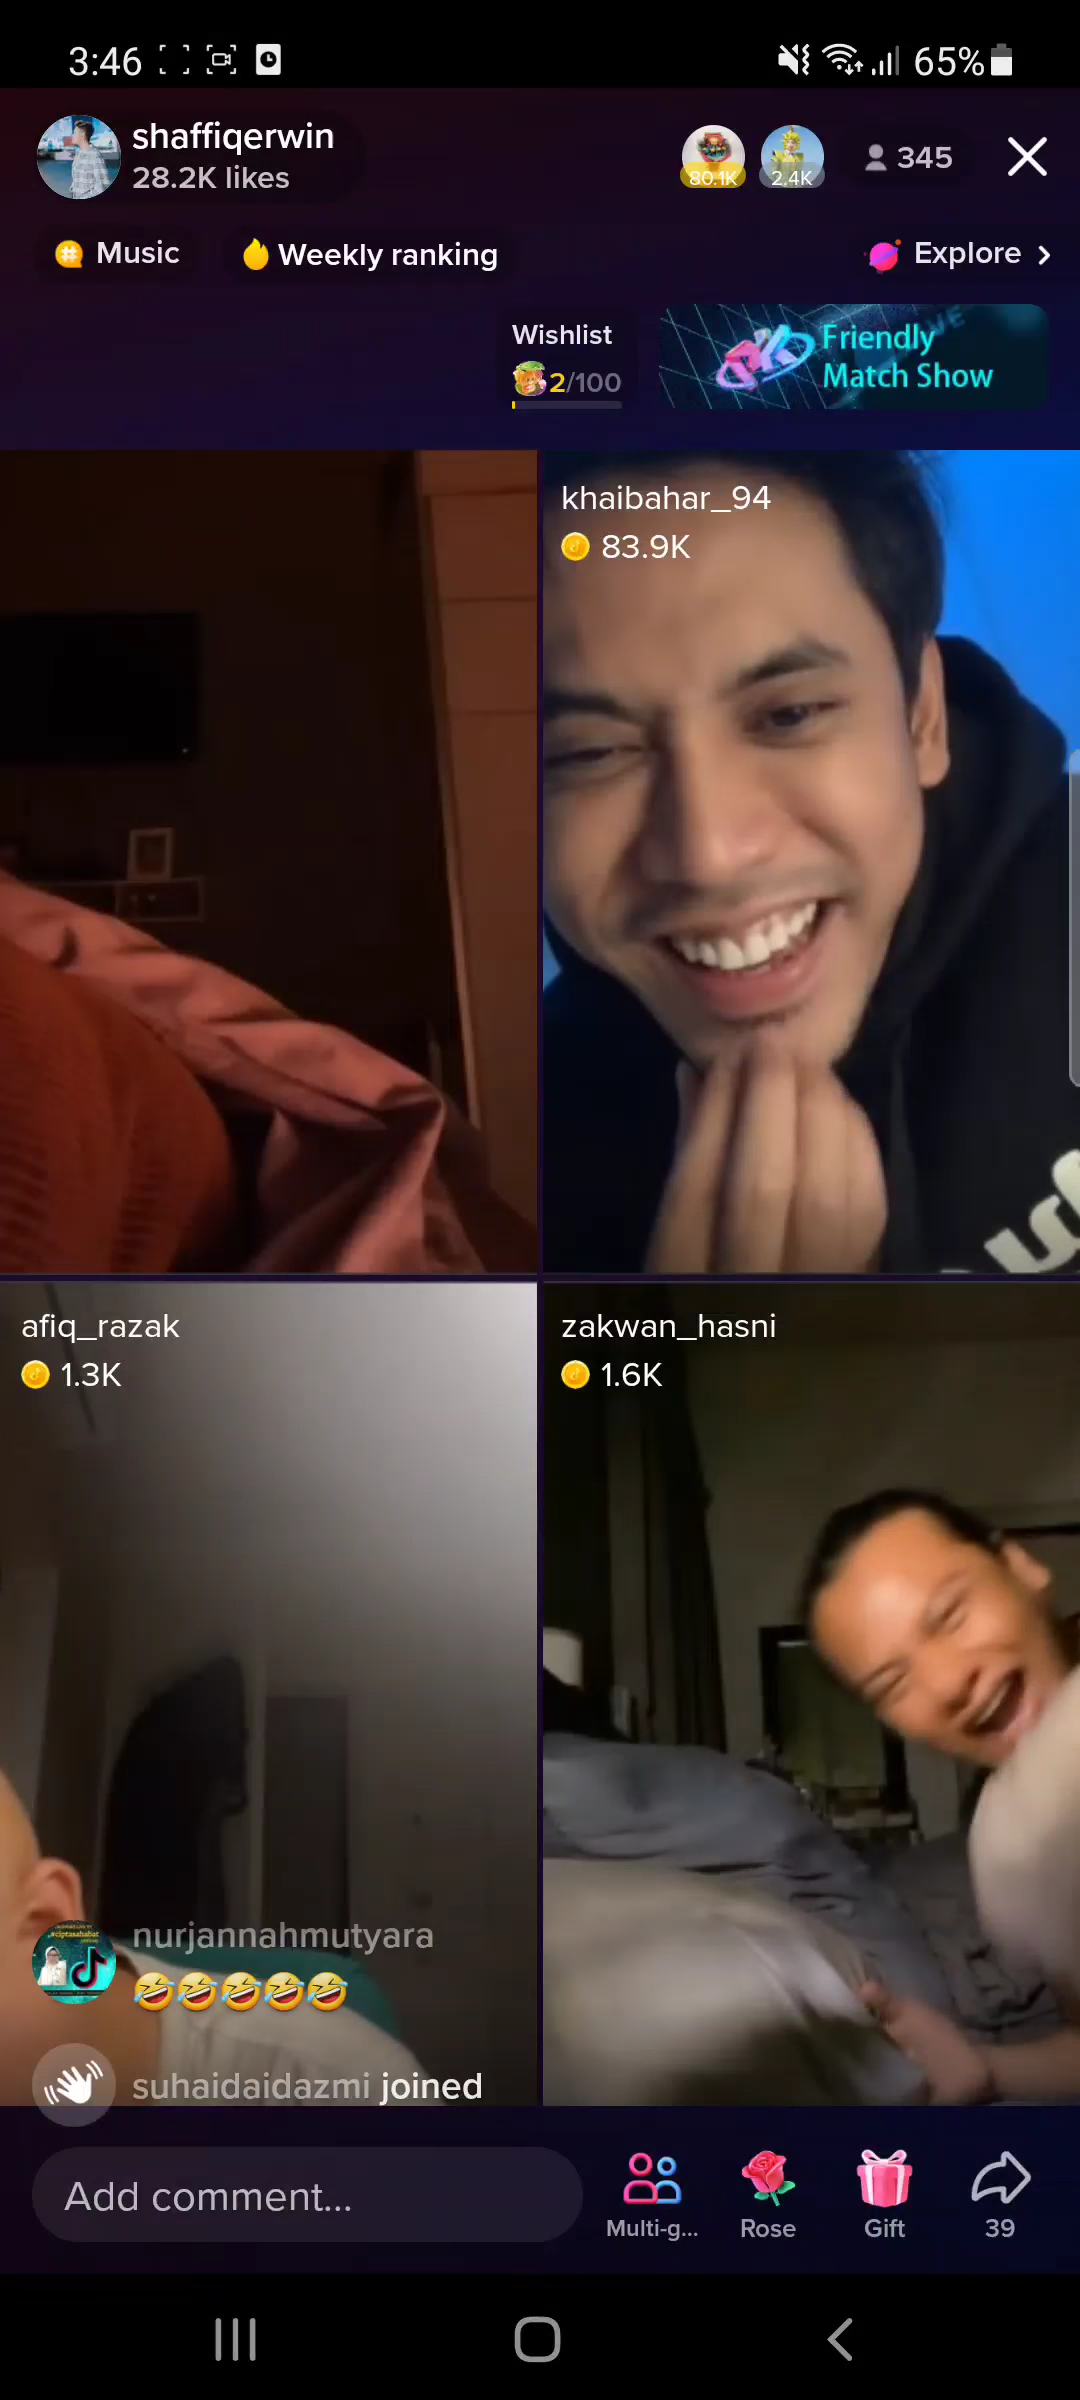 3:46
65%
shaffiqerwin
28.2K likes
80.1K
2.4K
345
Music
Weekly ranking
Explore
Wishlist
2/100
Friendly
Match Show
khaibahar_94
83.9K
afiq_razak
1.3K
zakwan_hasni
1.6K
nurjannahmutyara
🤣🤣🤣🤣🤣
suhaidaidazmi joined
Add comment...
Multi-g...
Rose
Gift
39